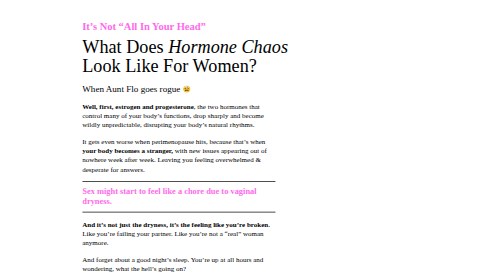 It’s Not “All In Your Head”
What Does Hormone Chaos
Look Like For Women?
When Aunt Flo goes rogue 😕
Well, first, estrogen and progesterone, the two hormones that
control many of your body’s functions, drop sharply and become
wildly unpredictable, disrupting your body’s natural rhythms.
It gets even worse when perimenopause hits, because that’s when
your body becomes a stranger, with new issues appearing out of
nowhere week after week. Leaving you feeling overwhelmed &
desperate for answers.
Sex might start to feel like a chore due to vaginal
dryness.
And it’s not just the dryness, it’s the feeling like you’re broken.
Like you’re failing your partner. Like you’re not a “real” woman
anymore.
And forget about a good night’s sleep. You’re up at all hours and
wondering, what the hell’s going on?